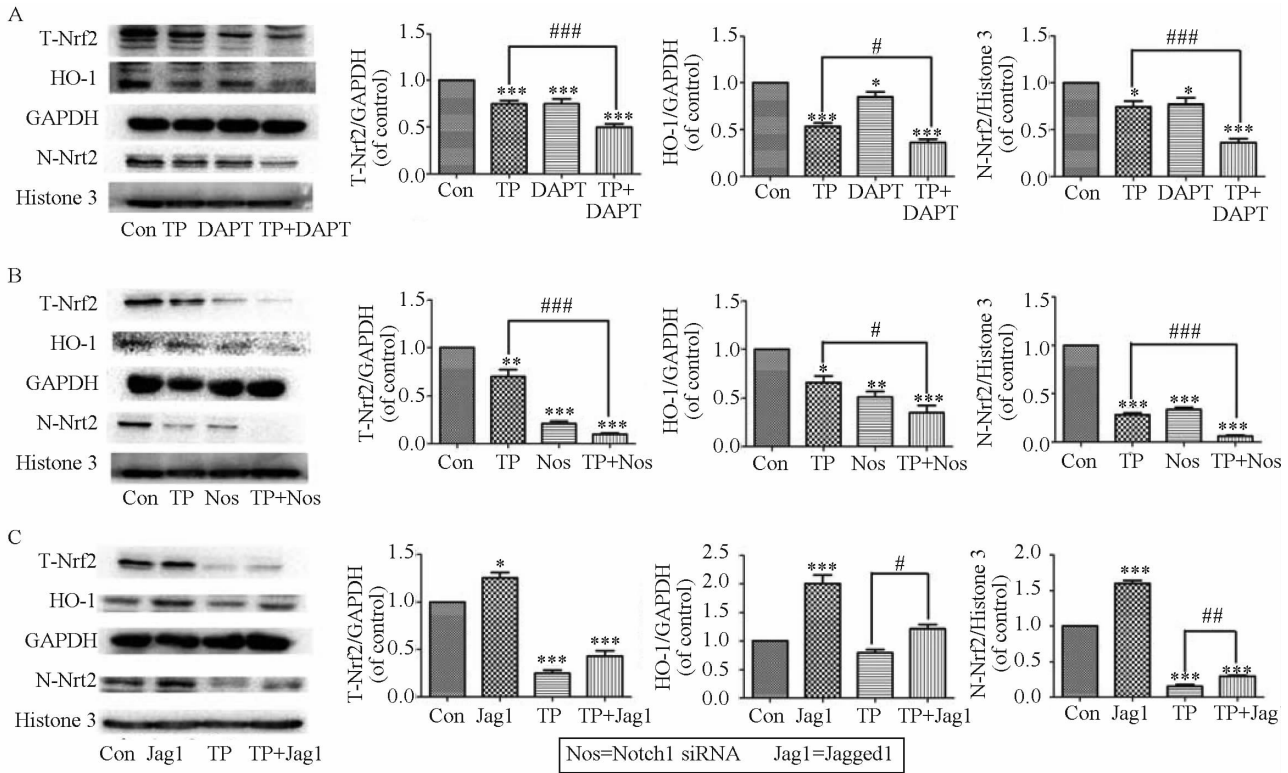 A
T-Nrf2
HO-1
GAPDH
N-Nrt2
Histone 3
Con TP DAPT TP+DAPT
T-Nrf2/GAPDH
(of control)
1.5
1.0
0.5
0.0
###
*** *** ***
Con TP DAPT TP+
DAPT
HO-1/GAPDH
(of control)
1.5
1.0
0.5
0.0
#
*** * ***
Con TP DAPT TP+
DAPT
N-Nrf2/Histone 3
(of control)
1.5
1.0
0.5
0.0
###
* * ***
Con TP DAPT TP+
DAPT
B
T-Nrf2
HO-1
GAPDH
N-Nrt2
Histone 3
Con TP Nos TP+Nos
T-Nrf2/GAPDH
(of control)
1.5
1.0
0.5
0.0
###
** *** ***
Con TP Nos TP+Nos
HO-1/GAPDH
(of control)
1.5
1.0
0.5
0.0
#
* ** ***
Con TP Nos TP+Nos
N-Nrf2/Histone 3
(of control)
1.5
1.0
0.5
0.0
###
*** *** ***
Con TP Nos TP+Nos
C
T-Nrf2
HO-1
GAPDH
N-Nrt2
Histone 3
Con Jag1 TP TP+Jag1
T-Nrf2/GAPDH
(of control)
1.5
1.0
0.5
0.0
* *** ***
Con Jag1 TP TP+Jag1
HO-1/GAPDH
(of control)
2.5
2.0
1.5
1.0
0.5
0.0
*** #
Con Jag1 TP TP+Jag1
N-Nrf2/Histone 3
(of control)
2.0
1.5
1.0
0.5
0.0
*** ##
*** ***
Con Jag1 TP TP+Jag1
Nos=Notch1 siRNA Jag1=Jagged1